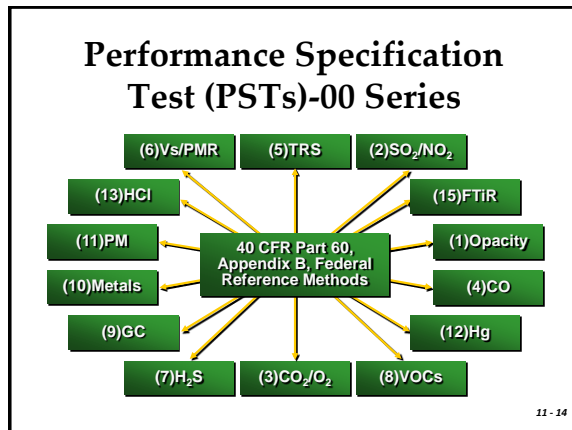 Performance Specification
Test (PSTs)-00 Series
(6)Vs/PMR
(5)TRS
(2)SO₂/NO₂
(13)HCl
(15)FTiR
(11)PM
40 CFR Part 60,
Appendix B, Federal
Reference Methods
(1)Opacity
(10)Metals
(4)CO
(9)GC
(12)Hg
(7)H₂S
(3)CO₂/O₂
(8)VOCs
11 - 14